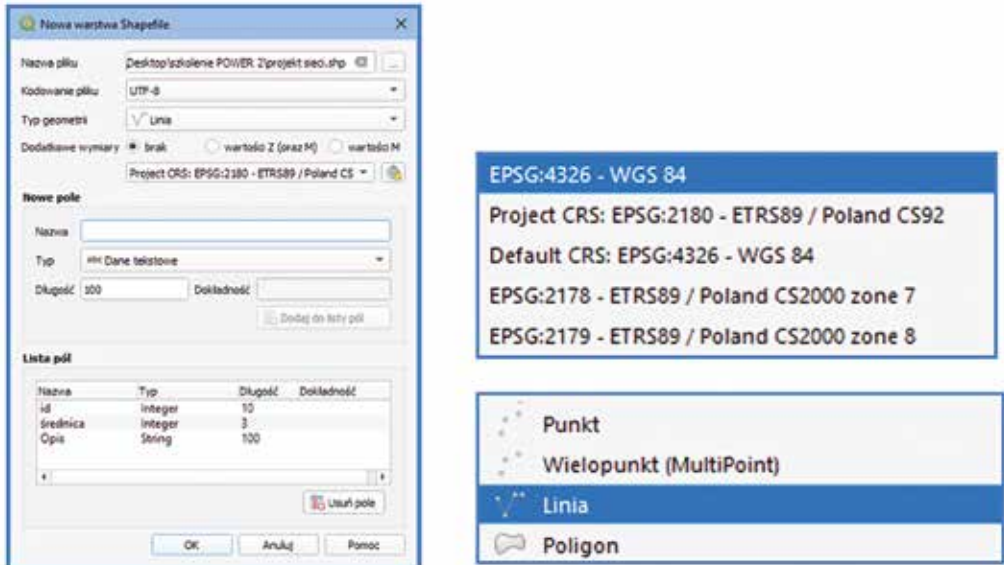 Nowa warstwa Shapefile
Nazwa pliku Desktop\szkolenie POWER 2\projekt sieci.shp ...
Kodowanie pliku UTF-8
Typ geometrii Linia
Dodatkowe wymiary brak wartości Z (oraz M) wartości M
Project CRS: EPSG:2180 - ETRS89 / Poland CS
Nowe pole
Nazwa
Typ abc Dane tekstowe
Długość 100 Dokładność
Dodaj do listy pól
Lista pól
Nazwa Typ Długość Dokładność
id Integer 10
średnica Integer 3
Opis String 100
Usuń pole
OK Anuluj Pomoc
EPSG:4326 - WGS 84
Project CRS: EPSG:2180 - ETRS89 / Poland CS92
Default CRS: EPSG:4326 - WGS 84
EPSG:2178 - ETRS89 / Poland CS2000 zone 7
EPSG:2179 - ETRS89 / Poland CS2000 zone 8
Punkt
Wielopunkt (MultiPoint)
Linia
Poligon